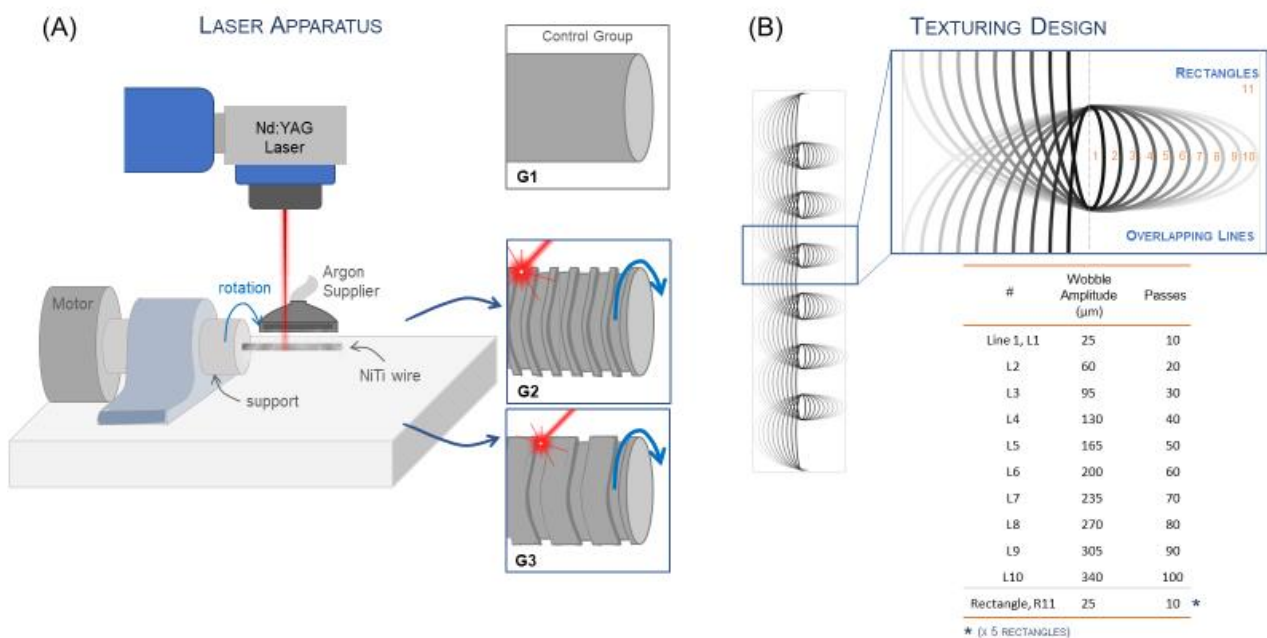 (A)
LASER APPARATUS
Nd:YAG
Laser
Argon
Supplier
rotation
Motor
NiTi wire
support
Control Group
G1
G2
G3
(B)
TEXTURING DESIGN
RECTANGLES
11
1 2 3 4 5 6 7 8 9 10
OVERLAPPING LINES
# Wobble Amplitude (µm) Passes
Line 1, L1 25 10
L2 60 20
L3 95 30
L4 130 40
L5 165 50
L6 200 60
L7 235 70
L8 270 80
L9 305 90
L10 340 100
Rectangle, R11 25 10 *
* (X 5 RECTANGLES)